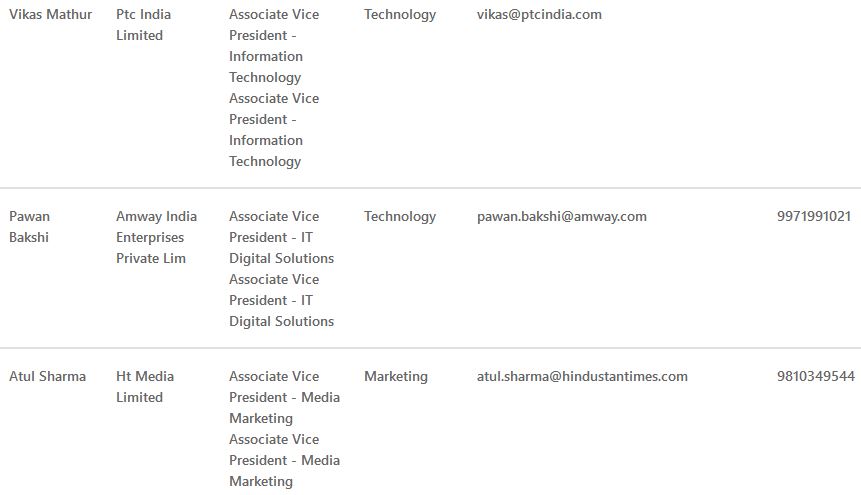 Vikas Mathur Ptc India Associate Vice Technology vikas@ptcindia.com
Limited President -
Information
Technology
Associate Vice
President -
Information
Technology
Pawan Amway India Associate Vice Technology pawan.bakshi@amway.com 9971991021
Bakshi Enterprises President - IT
Private Lim Digital Solutions
Associate Vice
President - IT
Digital Solutions
Atul Sharma Ht Media Associate Vice Marketing atul.sharma@hindustantimes.com 9810349544
Limited President - Media
Marketing
Associate Vice
President - Media
Marketing